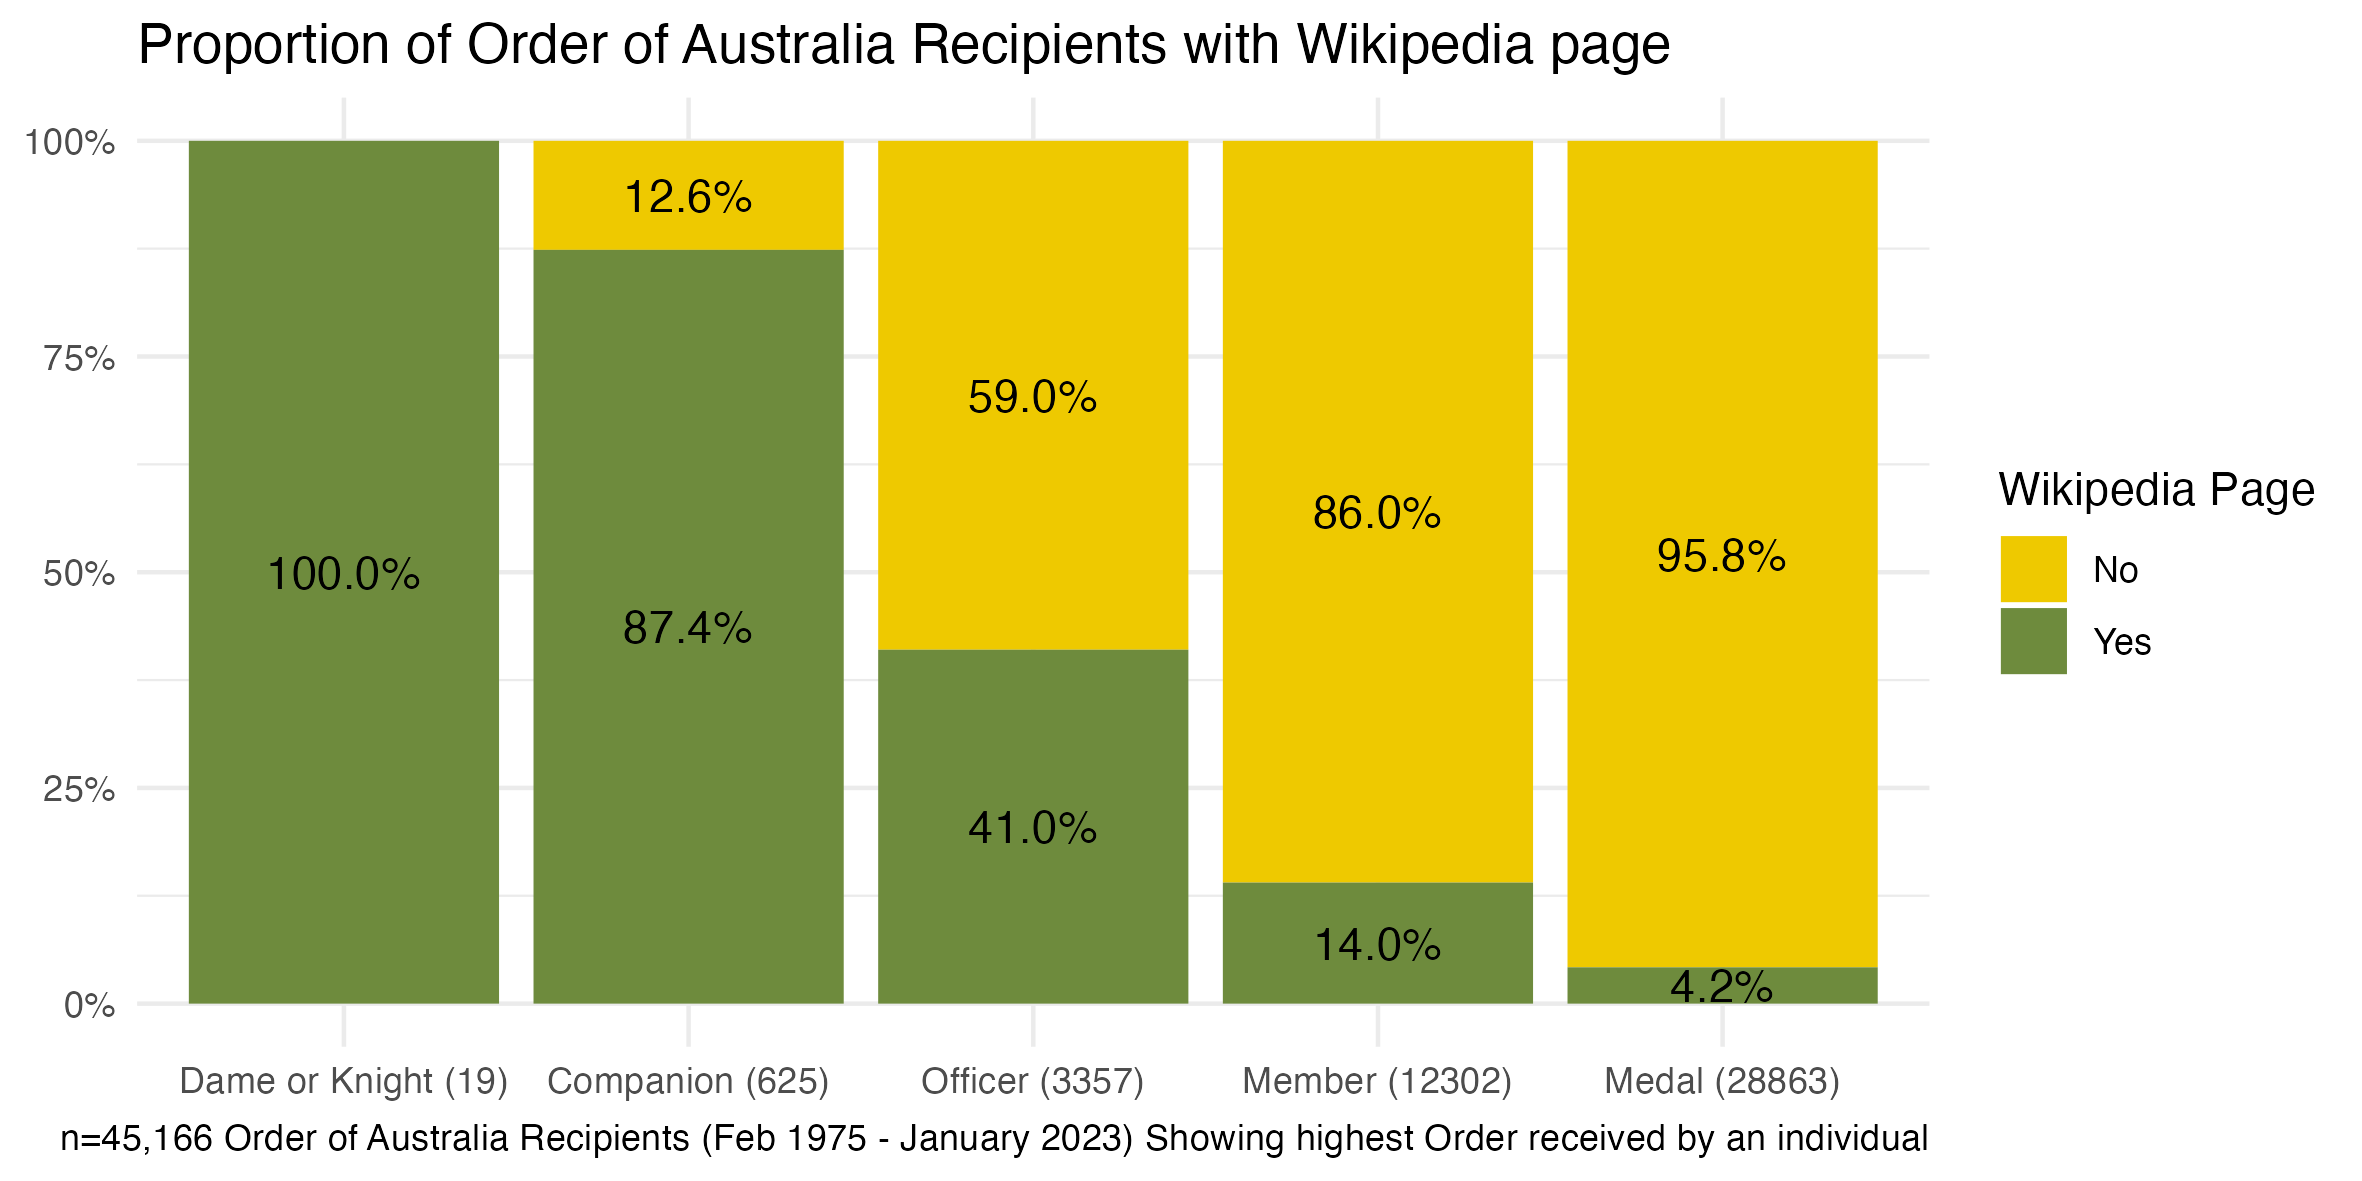 Proportion of Order of Australia Recipients with Wikipedia page
100%
75%
50%
25%
0%
100.0%
12.6%
87.4%
59.0%
41.0%
86.0%
14.0%
95.8%
4.2%
Wikipedia Page
No
Yes
Dame or Knight (19)
Companion (625)
Officer (3357)
Member (12302)
Medal (28863)
n=45,166 Order of Australia Recipients (Feb 1975 - January 2023) Showing highest Order received by an individual